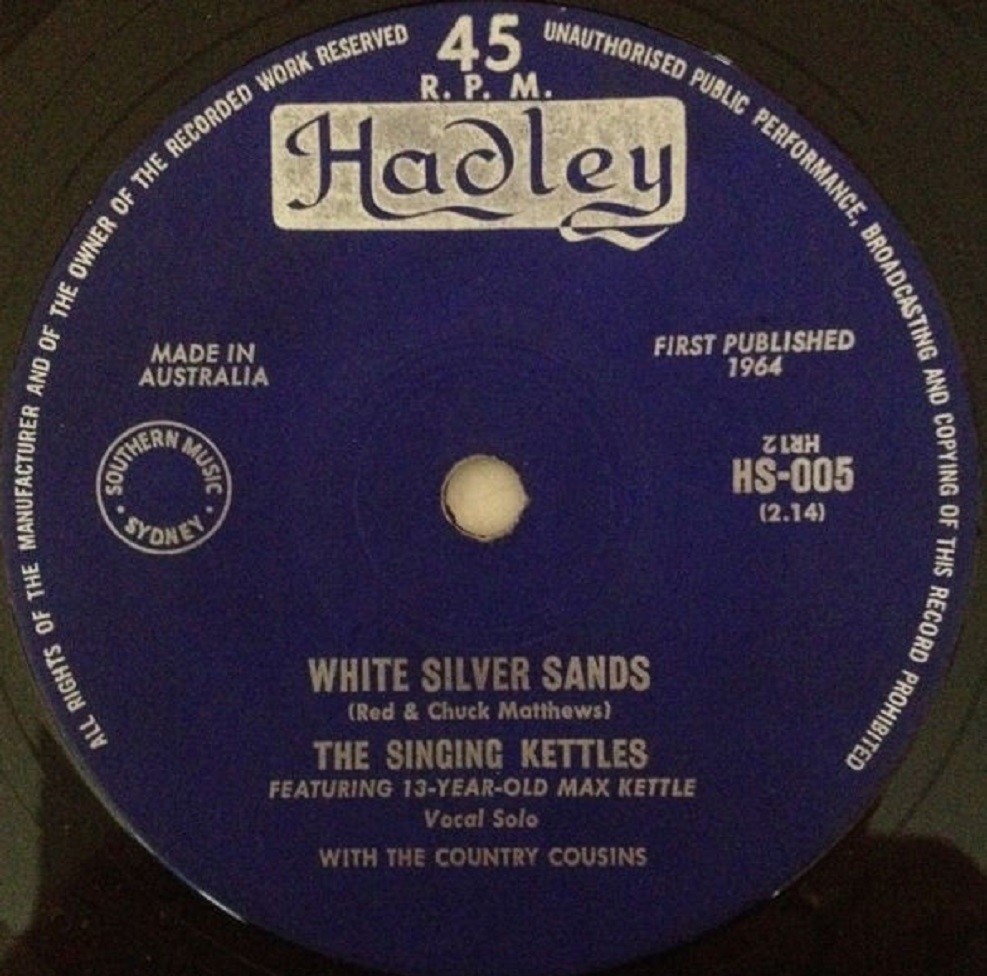 ALL RIGHTS OF THE MANUFACTURER AND OF THE OWNER OF THE RECORDED WORK RESERVED
UNAUTHORISED PUBLIC PERFORMANCE, BROADCASTING AND COPYING OF THIS RECORD PROHIBITED
45
R. P. M.
Hadley
MADE IN
AUSTRALIA
FIRST PUBLISHED
1964
SOUTHERN MUSIC
• SYDNEY •
HR12
HS-005
(2.14)
WHITE SILVER SANDS
(Red & Chuck Matthews)
THE SINGING KETTLES
FEATURING 13-YEAR-OLD MAX KETTLE
Vocal Solo
WITH THE COUNTRY COUSINS